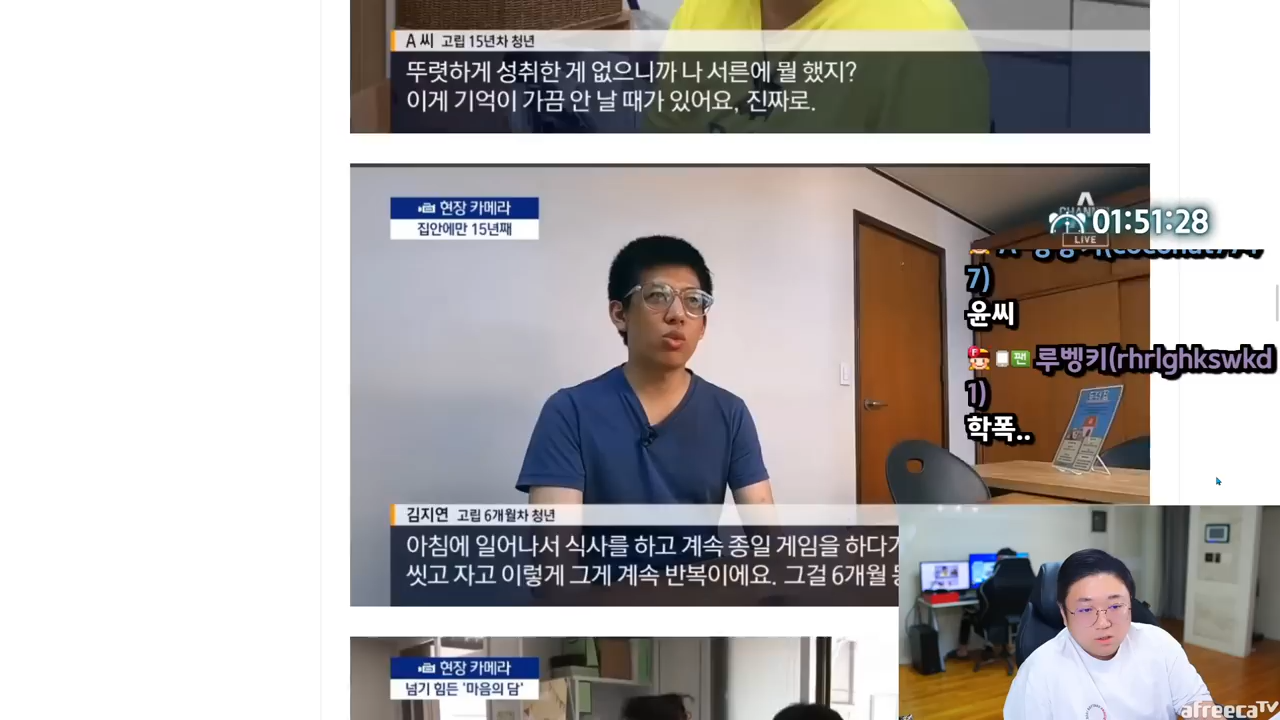 A 씨 고립 15년차 청년
뚜렷하게 성취한 게 없으니까 나 서른에 뭘 했지?
이게 기억이 가끔 안 날 때가 있어요, 진짜로.
현장 카메라
집안에만 15년째
CHANNEL A
LIVE
01:51:28
7)
윤씨
짼 루벵키(rhrlghkswkd
1)
학폭..
김지연 고립 6개월차 청년
아침에 일어나서 식사를 하고 계속 종일 게임을 하다가
씻고 자고 이렇게 그게 계속 반복이에요. 그걸 6개월
현장 카메라
넘기 힘든 '마음의 담'
afreecaTV